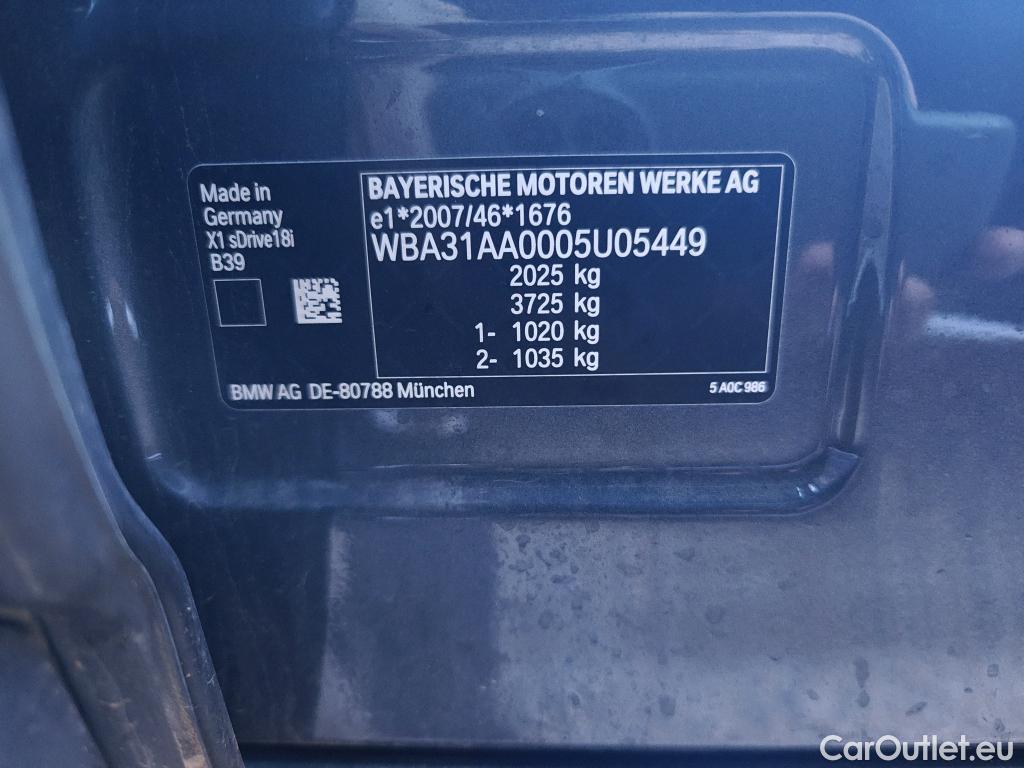 Made in
Germany
X1 sDrive18i
B39
BAYERISCHE MOTOREN WERKE AG
e1*2007/46*1676
WBA31AA0005U05449
2025 kg
3725 kg
1- 1020 kg
2- 1035 kg
BMW AG DE-80788 München
5 A0C 986
CarOutlet.eu